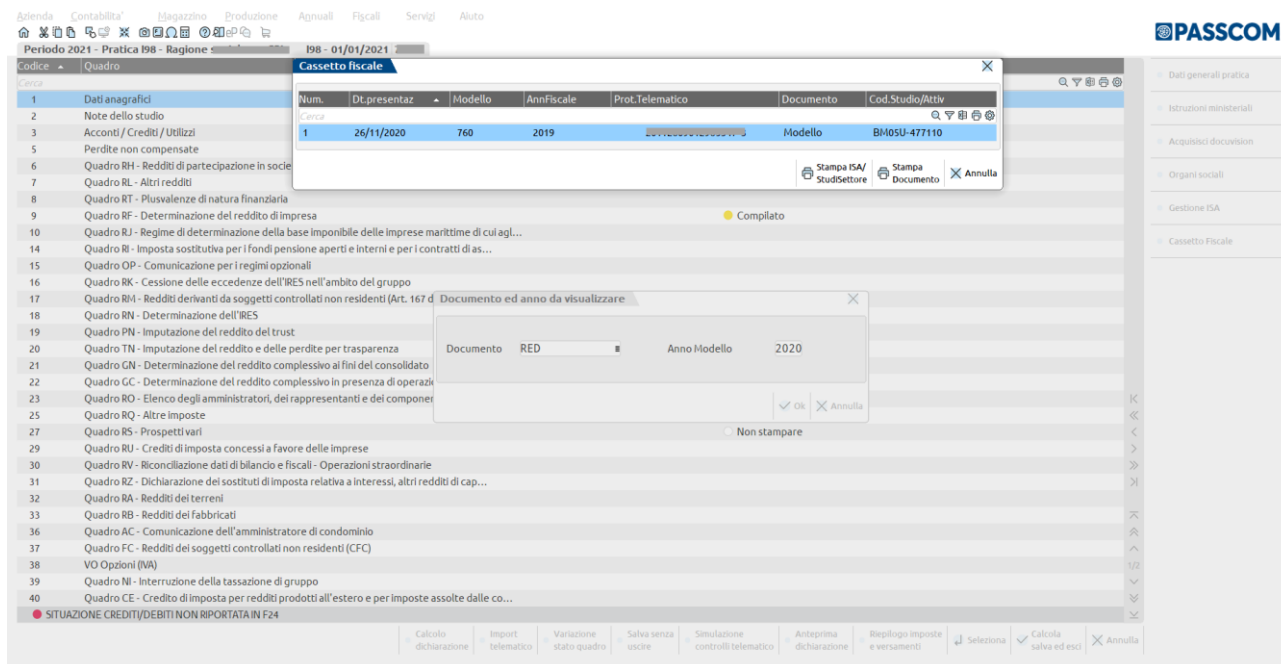 Azienda Contabilita' Magazzino Produzione Annuali Fiscali Servizi Aiuto
PASSCOM
Periodo 2021 - Pratica I98 - Ragione I98 - 01/01/2021
Codice Quadro
Cerca
Cassetto fiscale
Num. Dt.presentaz Modello AnnFiscale Prot.Telematico Documento Cod.Studio/Attiv
Cerca
1 26/11/2020 760 2019 Modello BM05U-477110
Stampa ISA/ StudiSettore
Stampa Documento
Annulla
1 Dati anagrafici
2 Note dello studio
3 Acconti / Crediti / Utilizzi
5 Perdite non compensate
6 Quadro RH - Redditi di partecipazione in socie
7 Quadro RL - Altri redditi
8 Quadro RT - Plusvalenze di natura finanziaria
9 Quadro RF - Determinazione del reddito di impresa Compilato
10 Quadro RJ - Regime di determinazione della base imponibile delle imprese marittime di cui agl...
14 Quadro RI - Imposta sostitutiva per i fondi pensione aperti e interni e per i contratti di as...
15 Quadro OP - Comunicazione per i regimi opzionali
16 Quadro RK - Cessione delle eccedenze dell'IRES nell'ambito del gruppo
17 Quadro RM - Redditi derivanti da soggetti controllati non residenti (Art. 167 d
18 Quadro RN - Determinazione dell'IRES
19 Quadro PN - Imputazione del reddito del trust
20 Quadro TN - Imputazione del reddito e delle perdite per trasparenza
21 Quadro GN - Determinazione del reddito complessivo ai fini del consolidato
22 Quadro GC - Determinazione del reddito complessivo in presenza di operazi
23 Quadro RO - Elenco degli amministratori, dei rappresentanti e dei componer
25 Quadro RQ - Altre imposte
27 Quadro RS - Prospetti vari Non stampare
29 Quadro RU - Crediti di imposta concessi a favore delle imprese
30 Quadro RV - Riconciliazione dati di bilancio e fiscali - Operazioni straordinarie
31 Quadro RZ - Dichiarazione dei sostituti di imposta relativa a interessi, altri redditi di cap...
32 Quadro RA - Redditi dei terreni
33 Quadro RB - Redditi dei fabbricati
36 Quadro AC - Comunicazione dell'amministratore di condominio
37 Quadro FC - Redditi dei soggetti controllati non residenti (CFC)
38 VO Opzioni (IVA)
39 Quadro NI - Interruzione della tassazione di gruppo
40 Quadro CE - Credito di imposta per redditi prodotti all'estero e per imposte assolte dalle co...
SITUAZIONE CREDITI/DEBITI NON RIPORTATA IN F24
Documento ed anno da visualizzare
Documento RED Anno Modello 2020
Ok Annulla
1/2
Dati generali pratica
Istruzioni ministeriali
Acquisisci docuvision
Organi sociali
Gestione ISA
Cassetto Fiscale
Calcolo dichiarazione
Import telematico
Variazione stato quadro
Salva senza uscire
Simulazione controlli telematico
Anteprima dichiarazione
Riepilogo imposte e versamenti
Seleziona
Calcola salva ed esci
Annulla